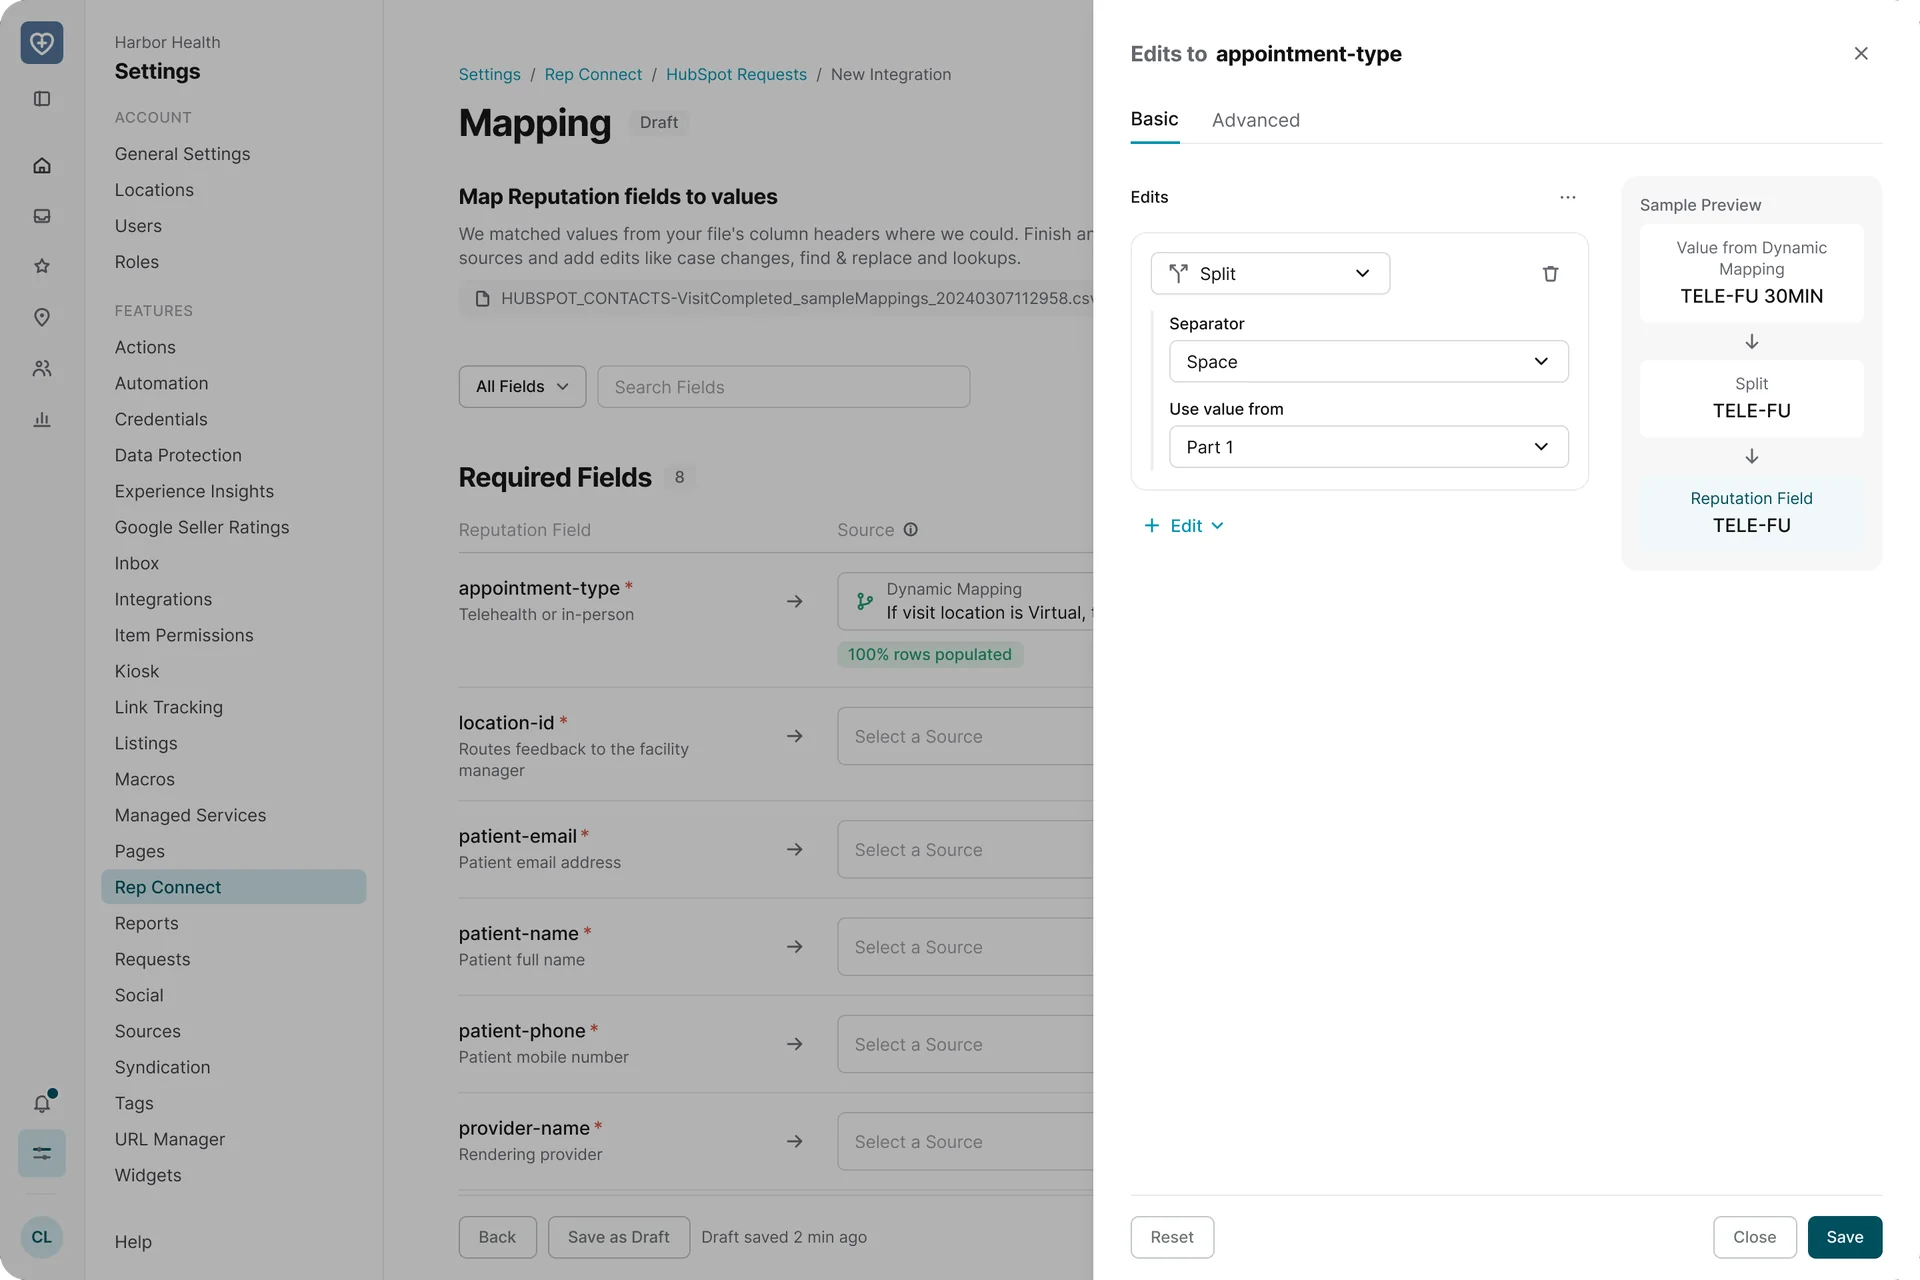 Harbor Health
Settings
ACCOUNT
General Settings
Locations
Users
Roles
FEATURES
Actions
Automation
Credentials
Data Protection
Experience Insights
Google Seller Ratings
Inbox
Integrations
Item Permissions
Kiosk
Link Tracking
Listings
Macros
Managed Services
Pages
Rep Connect
Reports
Requests
Social
Sources
Syndication
Tags
URL Manager
Widgets
Help
CL
Settings / Rep Connect / HubSpot Requests / New Integration
Mapping Draft
Map Reputation fields to values
We matched values from your file's column headers where we could. Finish
sources and add edits like case changes, find & replace and lookups.
HUBSPOT_CONTACTS-VisitCompleted_sampleMappings_20240307112958.csv
All Fields Search Fields
Required Fields 8
Reputation Field Source
appointment-type *
Telehealth or in-person
Dynamic Mapping
If visit location is Virtual,
100% rows populated
location-id *
Routes feedback to the facility
manager
Select a Source
patient-email *
Patient email address
Select a Source
patient-name *
Patient full name
Select a Source
patient-phone *
Patient mobile number
Select a Source
provider-name *
Rendering provider
Select a Source
Back Save as Draft Draft saved 2 min ago
Edits to appointment-type
Basic Advanced
Edits
Split
Separator
Space
Use value from
Part 1
+ Edit
Sample Preview
Value from Dynamic
Mapping
TELE-FU 30MIN
Split
TELE-FU
Reputation Field
TELE-FU
Reset Close Save